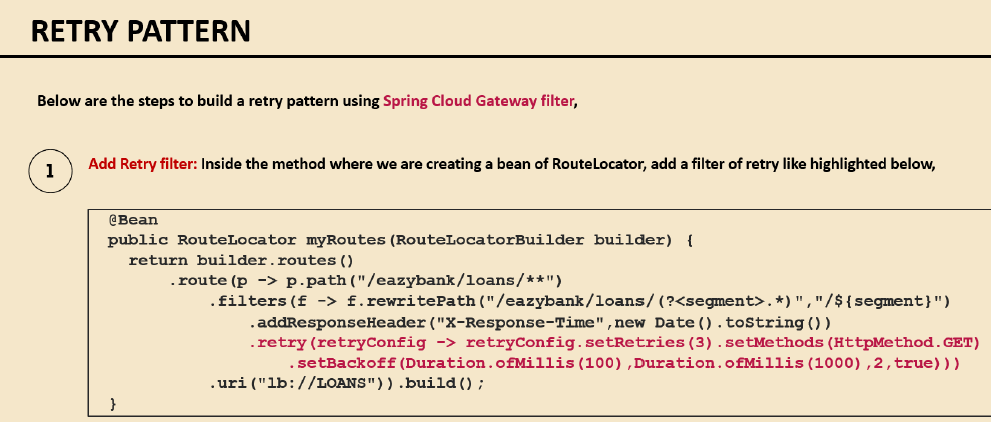 RETRY PATTERN
Below are the steps to build a retry pattern using Spring Cloud Gateway filter,
1
Add Retry filter: Inside the method where we are creating a bean of RouteLocator, add a filter of retry like highlighted below,
@Bean
public RouteLocator myRoutes(RouteLocatorBuilder builder) {
return builder.routes()
.route(p -> p.path("/eazybank/loans/**")
.filters(f -> f.rewritePath("/eazybank/loans/(?<segment>.*)","/${segment}")
.addResponseHeader("X-Response-Time",new Date().toString())
.retry(retryConfig -> retryConfig.setRetries(3).setMethods(HttpMethod.GET)
.setBackoff(Duration.ofMillis(100),Duration.ofMillis(1000),2,true)))
.uri("lb://LOANS")).build();
}